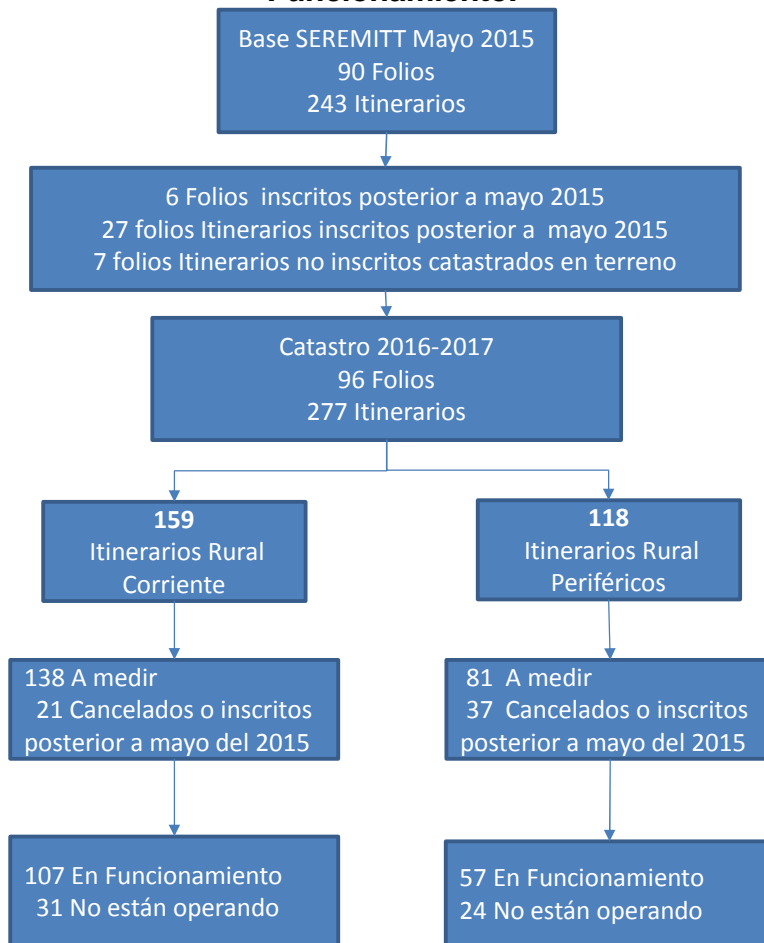 Funcionamiento.
Base SEREMITT Mayo 2015
90 Folios
243 Itinerarios
6 Folios inscritos posterior a mayo 2015
27 folios Itinerarios inscritos posterior a mayo 2015
7 folios Itinerarios no inscritos catastrados en terreno
Catastro 2016-2017
96 Folios
277 Itinerarios
159
Itinerarios Rural
Corriente
118
Itinerarios Rural
Periféricos
138 A medir
21 Cancelados o inscritos
posterior a mayo del 2015
81 A medir
37 Cancelados o inscritos
posterior a mayo del 2015
107 En Funcionamiento
31 No están operando
57 En Funcionamiento
24 No están operando